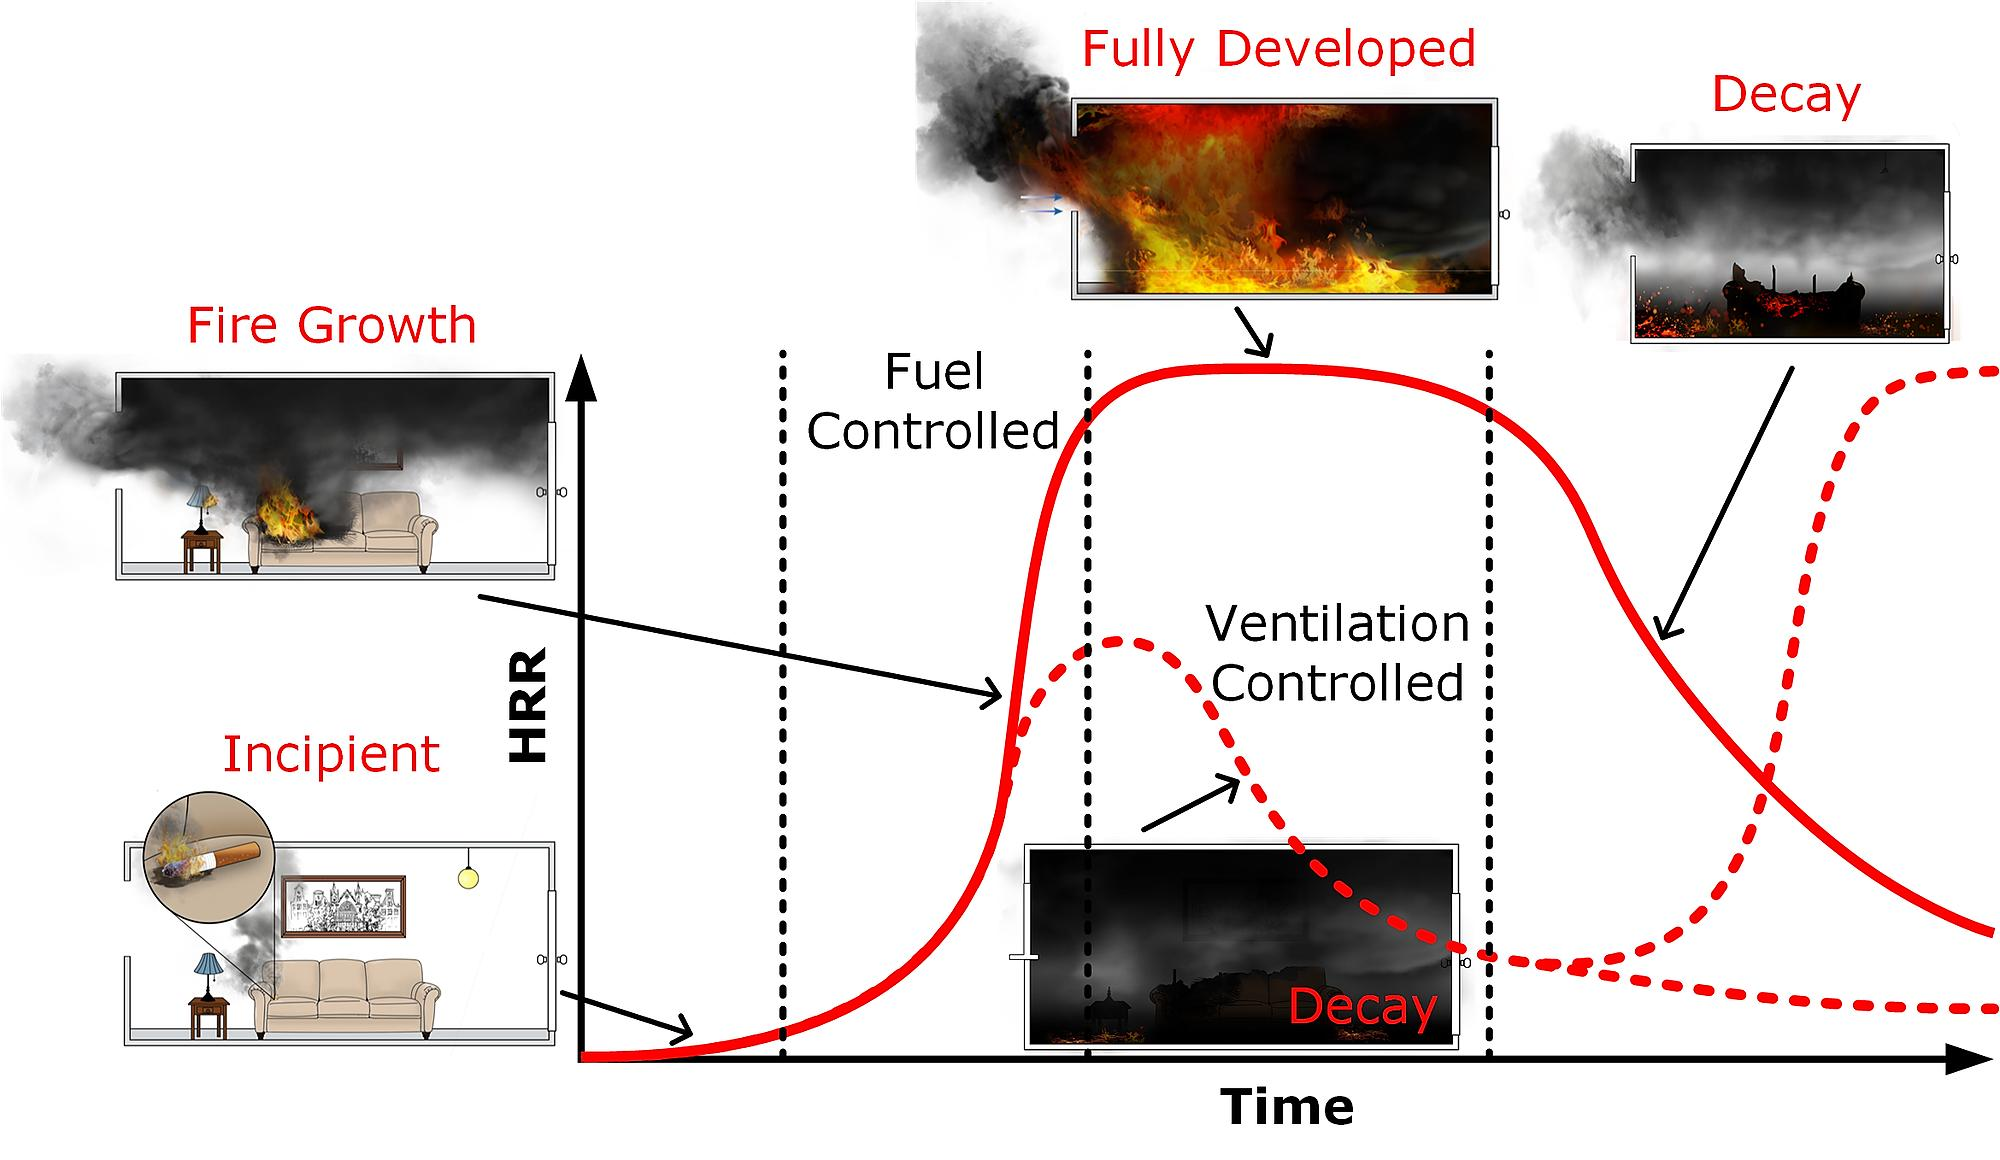 Fully Developed
Decay
Fire Growth
Fuel
Controlled
Ventilation
Controlled
HRR
Incipient
Decay
Time